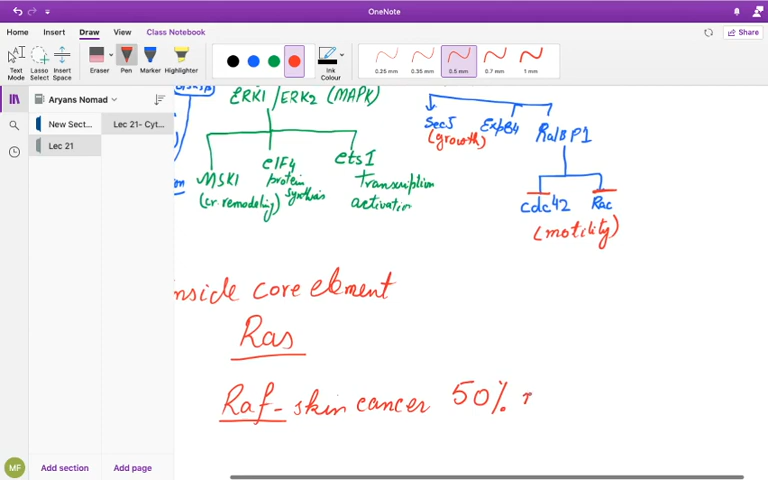 OneNote
Home Insert Draw View Class Notebook
Share
Text Mode
Lasso Select
Insert Space
Eraser
Pen
Marker
Highlighter
Ink Colour
0.25 mm
0.35 mm
0.5 mm
0.7 mm
1 mm
Aryans Nomad
New Sect...
Lec 21
Lec 21- Cyt...
ERK1/ERK2 (MAPK)
MSK1
(cr. remodeling)
eIF4
protein
synthesis
ets1
Transcription
activation
Sec5
(growth)
Exp84
RalBP1
cdc42
Rac
(motility)
inside core element
Ras
Raf - skin cancer 50%
MF
Add section
Add page